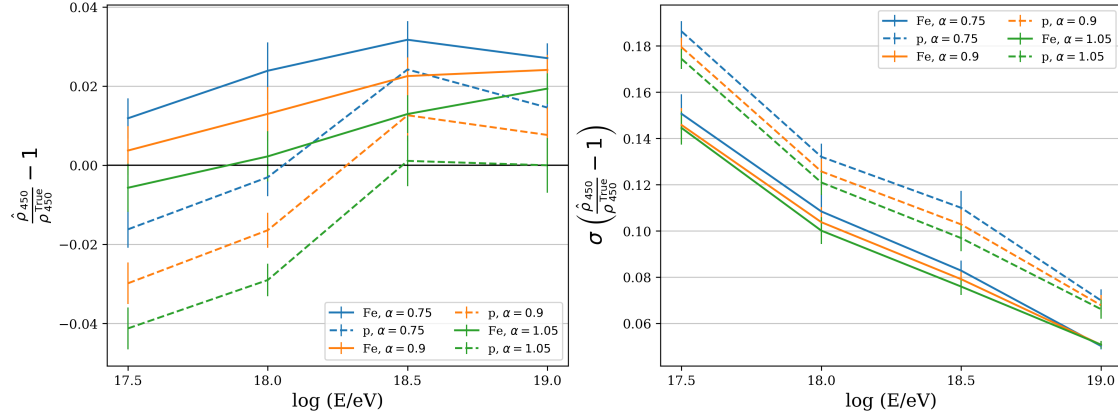 0.04
0.02
0.00
−0.02
−0.04
ρ̂450 / ρ450^True − 1
17.5 18.0 18.5 19.0
log (E/eV)
Fe, α = 0.75
p, α = 0.75
Fe, α = 0.9
p, α = 0.9
Fe, α = 1.05
p, α = 1.05
0.18
0.16
0.14
0.12
0.10
0.08
0.06
σ (ρ̂450 / ρ450^True − 1)
17.5 18.0 18.5 19.0
log (E/eV)
Fe, α = 0.75
p, α = 0.75
Fe, α = 0.9
p, α = 0.9
Fe, α = 1.05
p, α = 1.05